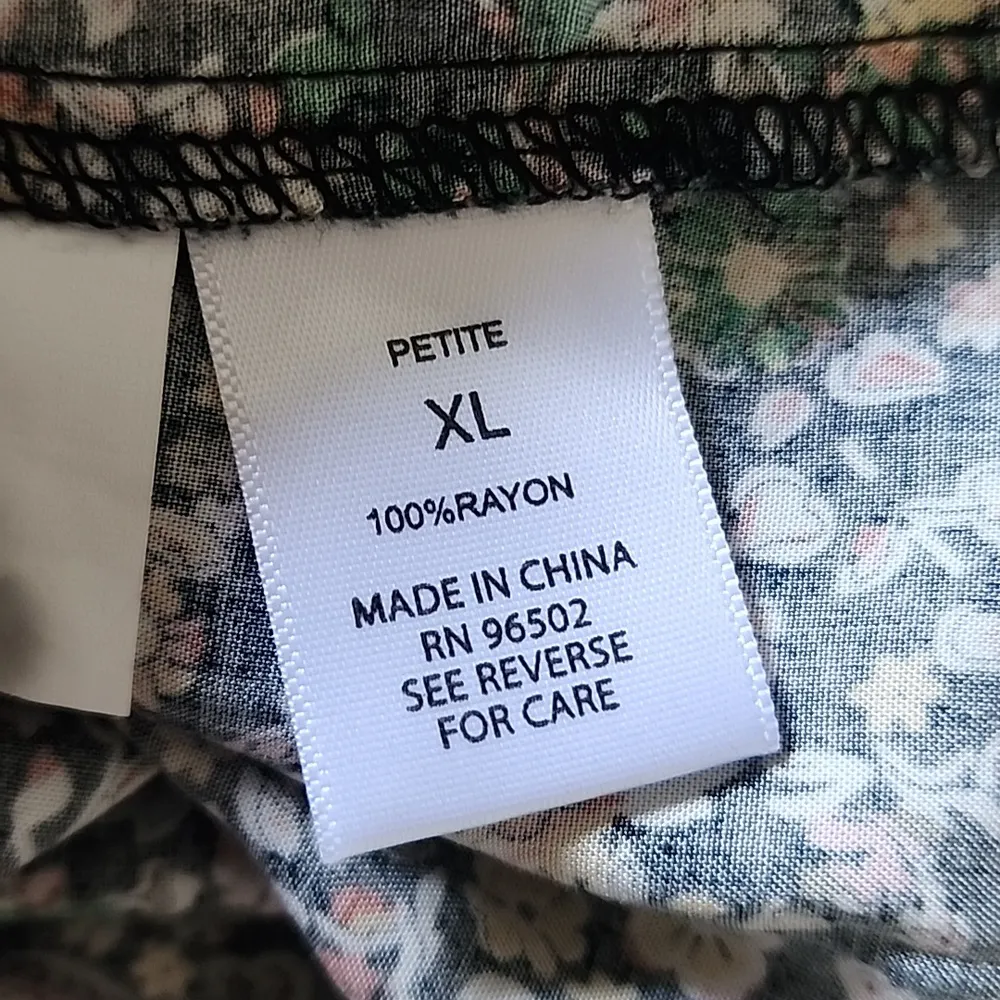 PETITE
XL
100%RAYON
MADE IN CHINA
RN 96502
SEE REVERSE
FOR CARE